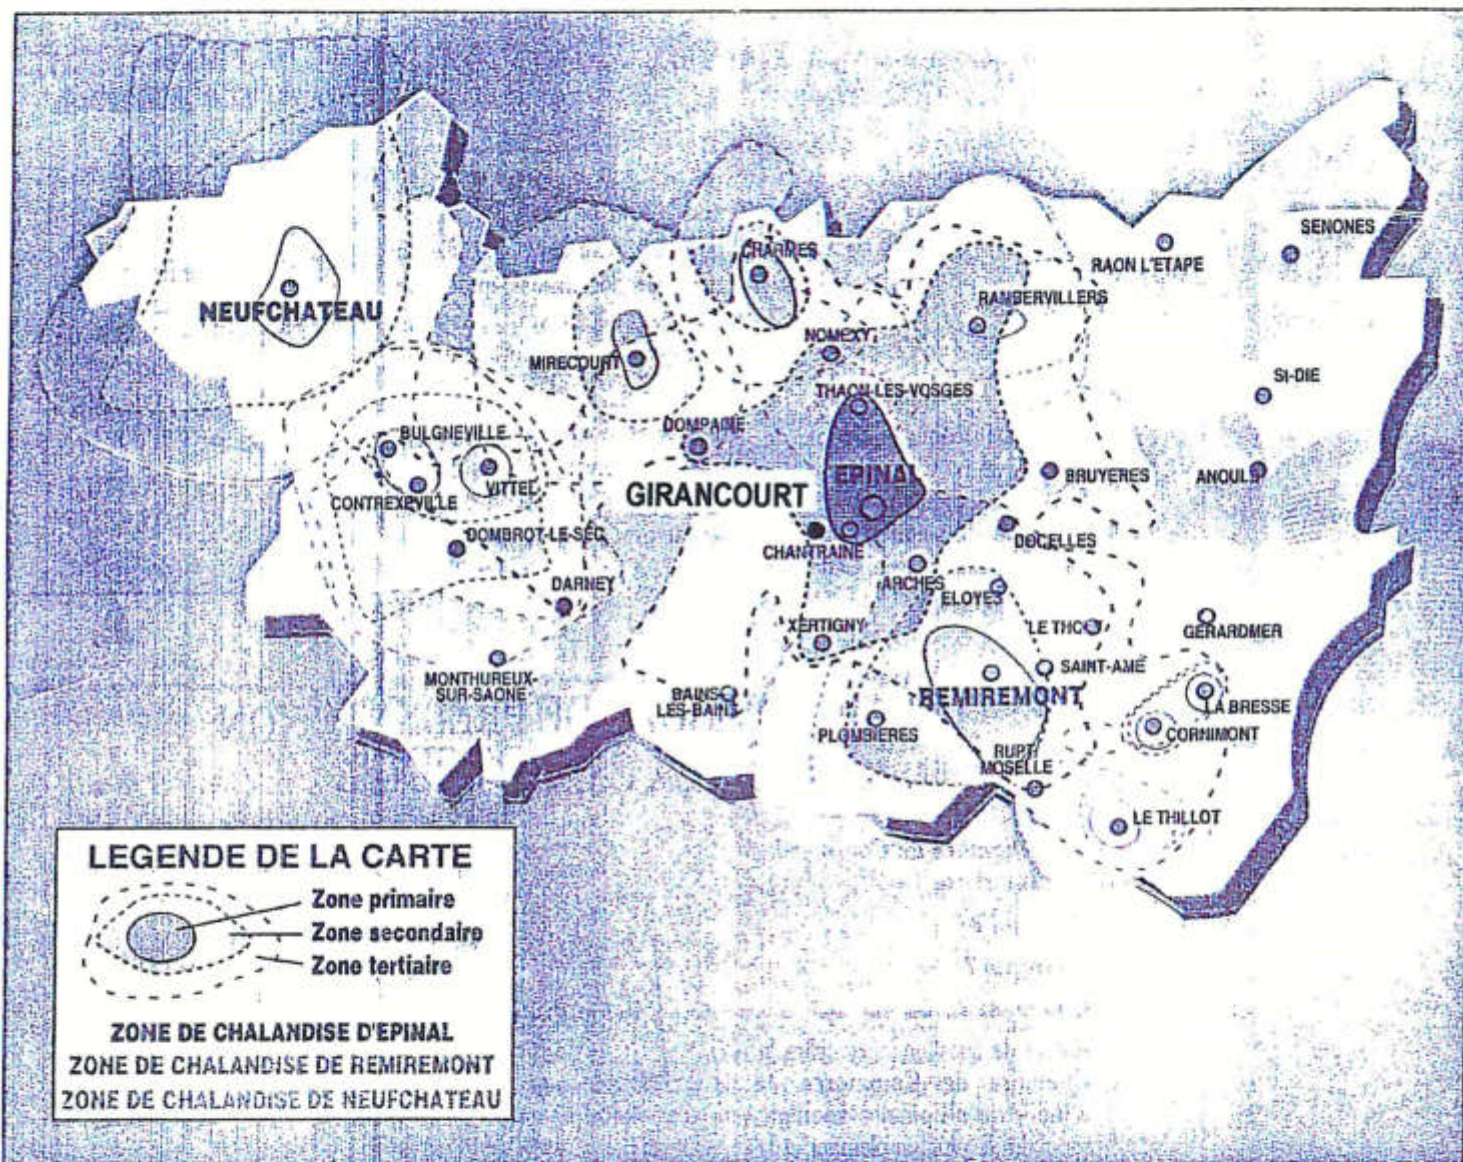 SENONES
RAON L'ETAPE
CHARMES
RAMBERVILLERS
NEUFCHATEAU
NOMEXY
MIRECOURT
ST-DIE
THAON-LES-VOSGES
DOMPAIRE
BULGNEVILLE
EPINAL
BRUYERES
ANOULD
VITTEL
GIRANCOURT
CONTREXEVILLE
DOMBROT-LE-SEC
DOCELLES
CHANTRAINE
DARNEY
ARCHES
ELOYES
XERTIGNY
LE THOLY
GERARDMER
SAINT-AME
MONTHUREUX-
SUR-SAONE
BAINS
LES-BAINS
REMIREMONT
LA BRESSE
PLOMBIERES
CORNIMONT
RUPT/
MOSELLE
LE THILLOT
LEGENDE DE LA CARTE
Zone primaire
Zone secondaire
Zone tertiaire
ZONE DE CHALANDISE D'EPINAL
ZONE DE CHALANDISE DE REMIREMONT
ZONE DE CHALANDISE DE NEUFCHATEAU